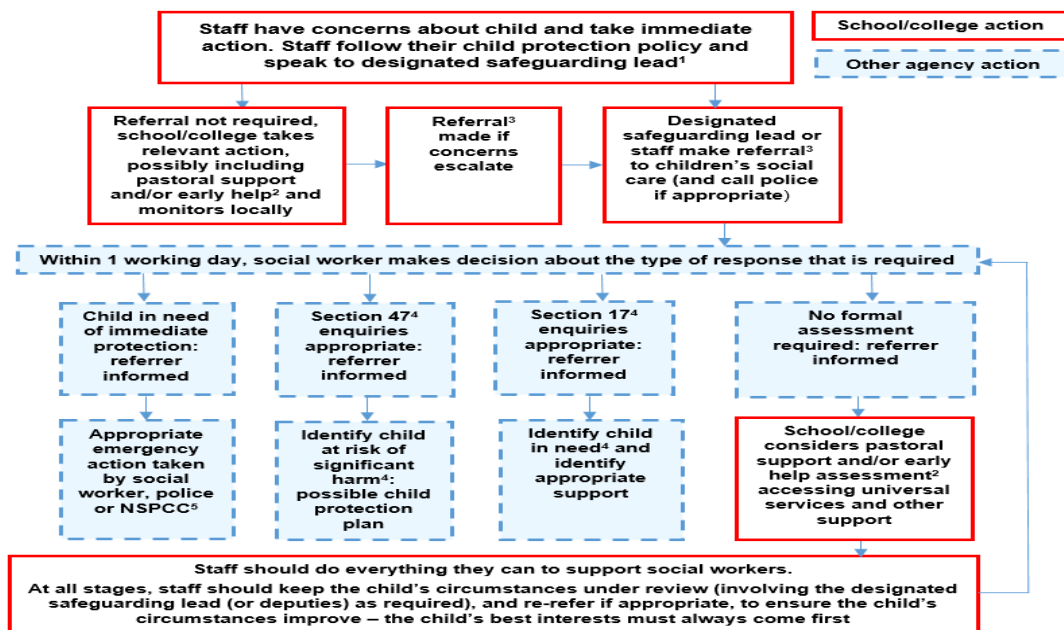 Staff have concerns about child and take immediate
action. Staff follow their child protection policy and
speak to designated safeguarding lead¹
School/college action
Other agency action
Referral not required,
school/college takes
relevant action,
possibly including
pastoral support
and/or early help² and
monitors locally
Referral³
made if
concerns
escalate
Designated
safeguarding lead or
staff make referral³
to children's social
care (and call police
if appropriate)
Within 1 working day, social worker makes decision about the type of response that is required
Child in need
of immediate
protection:
referrer
informed
Section 47⁴
enquiries
appropriate:
referrer
informed
Section 17⁴
enquiries
appropriate:
referrer
informed
No formal
assessment
required: referrer
informed
Appropriate
emergency
action taken
by social
worker, police
or NSPCC⁵
Identify child
at risk of
significant
harm⁴:
possible child
protection
plan
Identify child
in need⁴ and
identify
appropriate
support
School/college
considers pastoral
support and/or early
help assessment²
accessing universal
services and other
support
Staff should do everything they can to support social workers.
At all stages, staff should keep the child's circumstances under review (involving the designated
safeguarding lead (or deputies) as required), and re-refer if appropriate, to ensure the child's
circumstances improve – the child's best interests must always come first